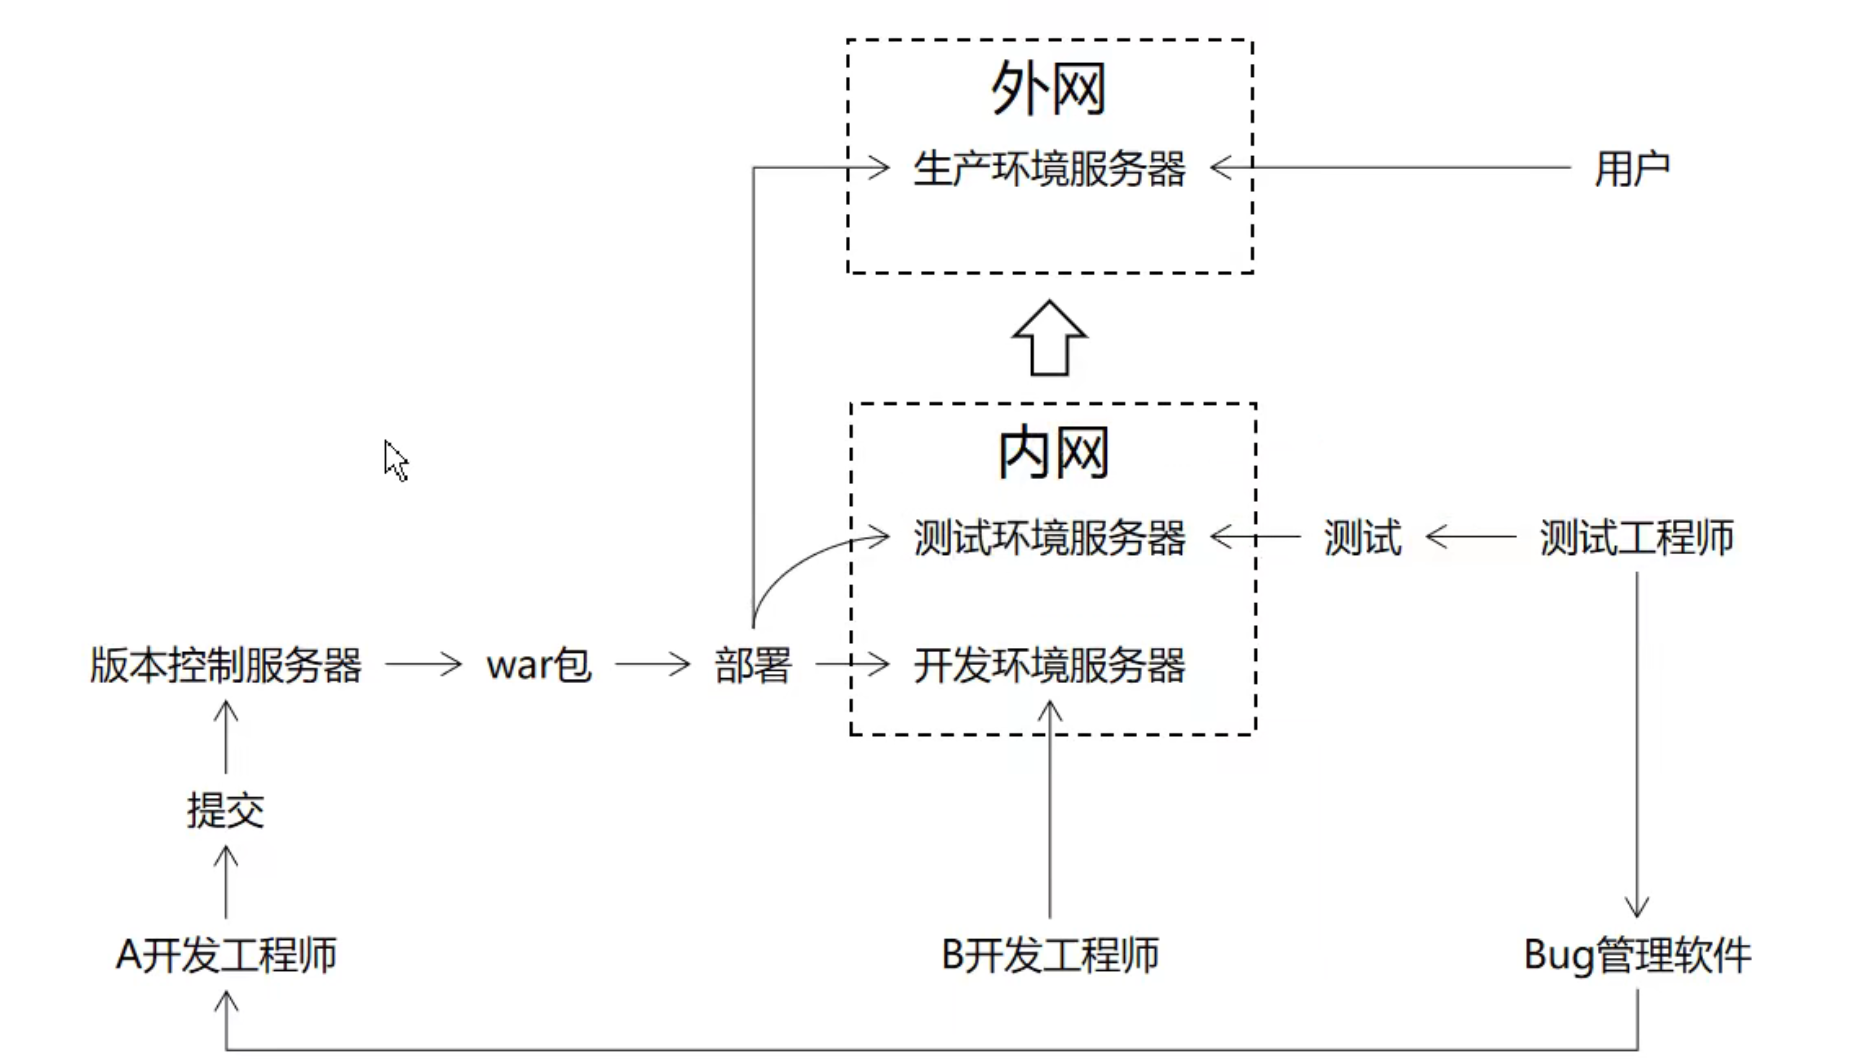 外网
生产环境服务器
用户
内网
测试环境服务器
测试
测试工程师
版本控制服务器
war包
部署
开发环境服务器
提交
A开发工程师
B开发工程师
Bug管理软件